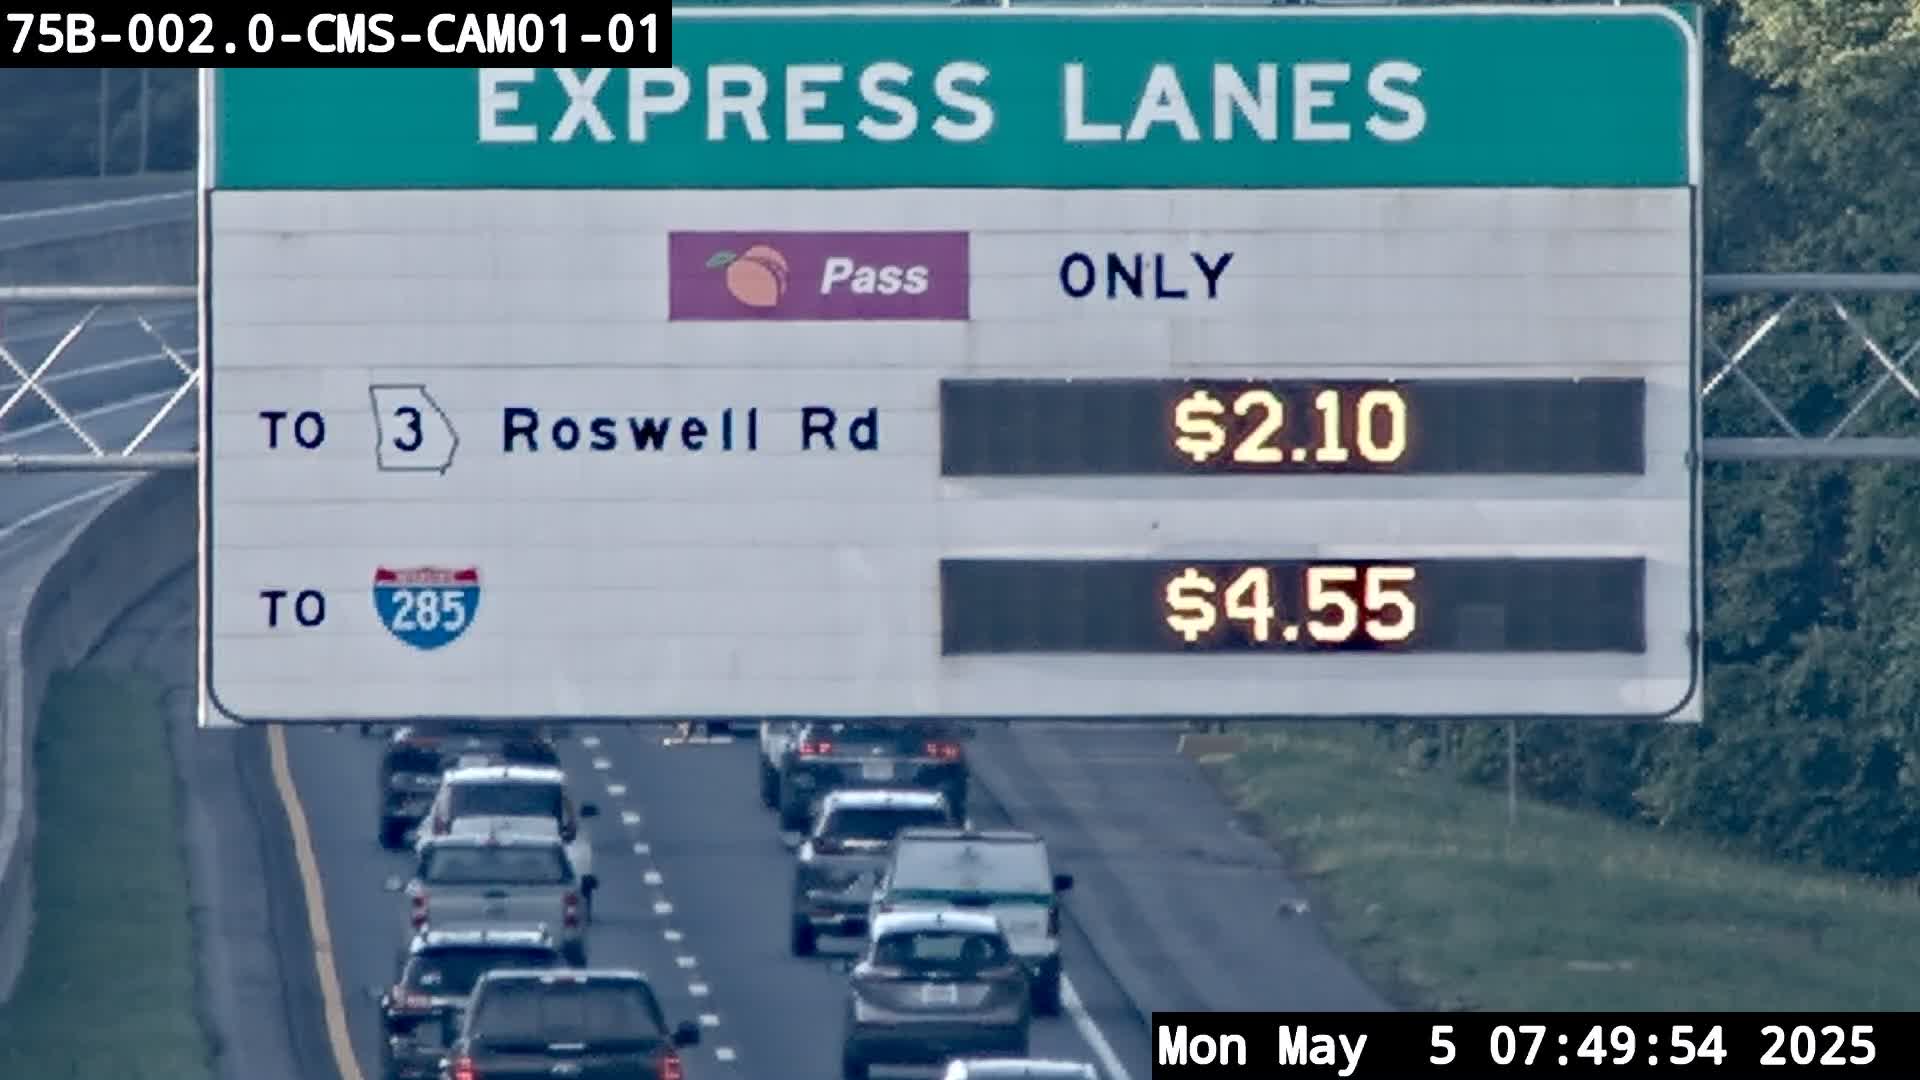 75B-002.0-CMS-CAM01-01
EXPRESS LANES
Pass ONLY
TO 3 Roswell Rd $2.10
TO 285 $4.55
Mon May 5 07:49:54 2025